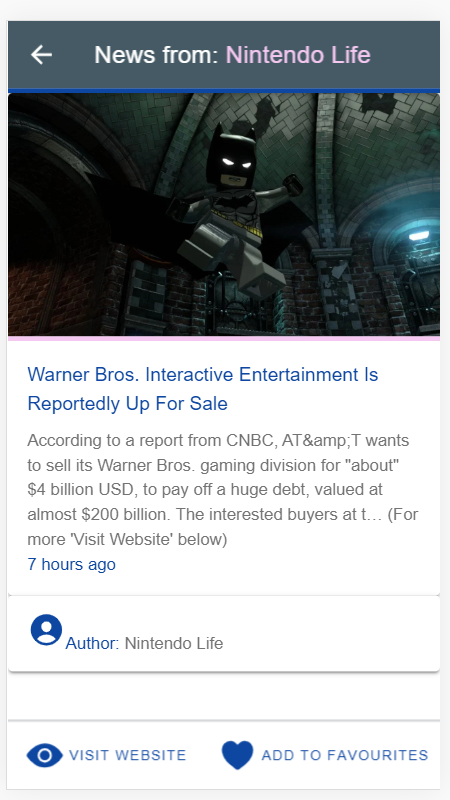 News from: Nintendo Life
Warner Bros. Interactive Entertainment Is
Reportedly Up For Sale
According to a report from CNBC, AT&amp;T wants
to sell its Warner Bros. gaming division for "about"
$4 billion USD, to pay off a huge debt, valued at
almost $200 billion. The interested buyers at t… (For
more 'Visit Website' below)
7 hours ago
Author: Nintendo Life
VISIT WEBSITE
ADD TO FAVOURITES